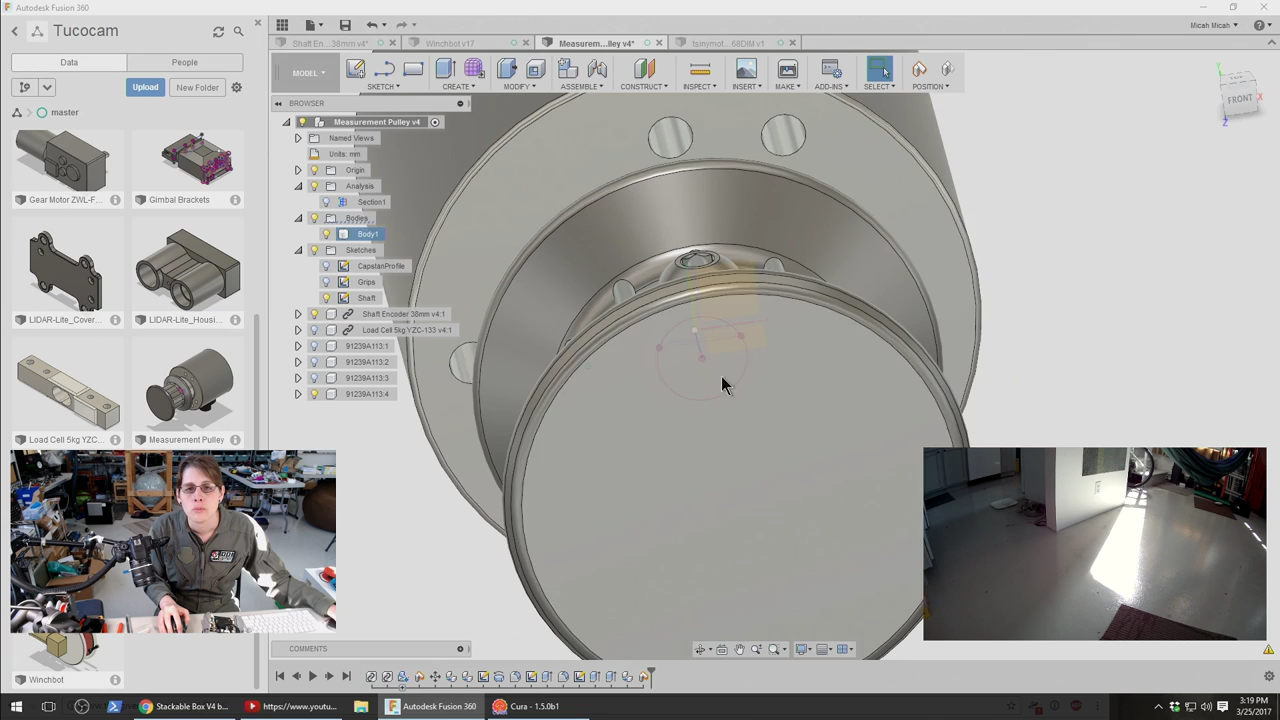 Autodesk Fusion 360
Micah Micah
Tucocam
Shaft En...38mm v4*
Winchbot v17
Measurem...lley v4*
tsinymot...68DIM v1
Data
People
MODEL
SKETCH
CREATE
MODIFY
ASSEMBLE
CONSTRUCT
INSPECT
INSERT
MAKE
ADD-INS
SELECT
POSITION
Upload
New Folder
master
BROWSER
Measurement Pulley v4
Named Views
Units: mm
Origin
Analysis
Section1
Bodies
Body1
Sketches
CapstanProfile
Grips
Shaft
Shaft Encoder 38mm v4:1
Load Cell 5kg YZC-133 v4:1
91239A113:1
91239A113:2
91239A113:3
91239A113:4
Y
FRONT
X
Z
Gear Motor ZWL-F...
Gimbal Brackets
LIDAR-Lite_Cover...
LIDAR-Lite_Housi...
Load Cell 5kg YZC...
Measurement Pulley
Winchbot
COMMENTS
Stackable Box V4 b...
https://www.youtu...
Autodesk Fusion 360
Cura - 1.5.0b1
3:19 PM
3/25/2017